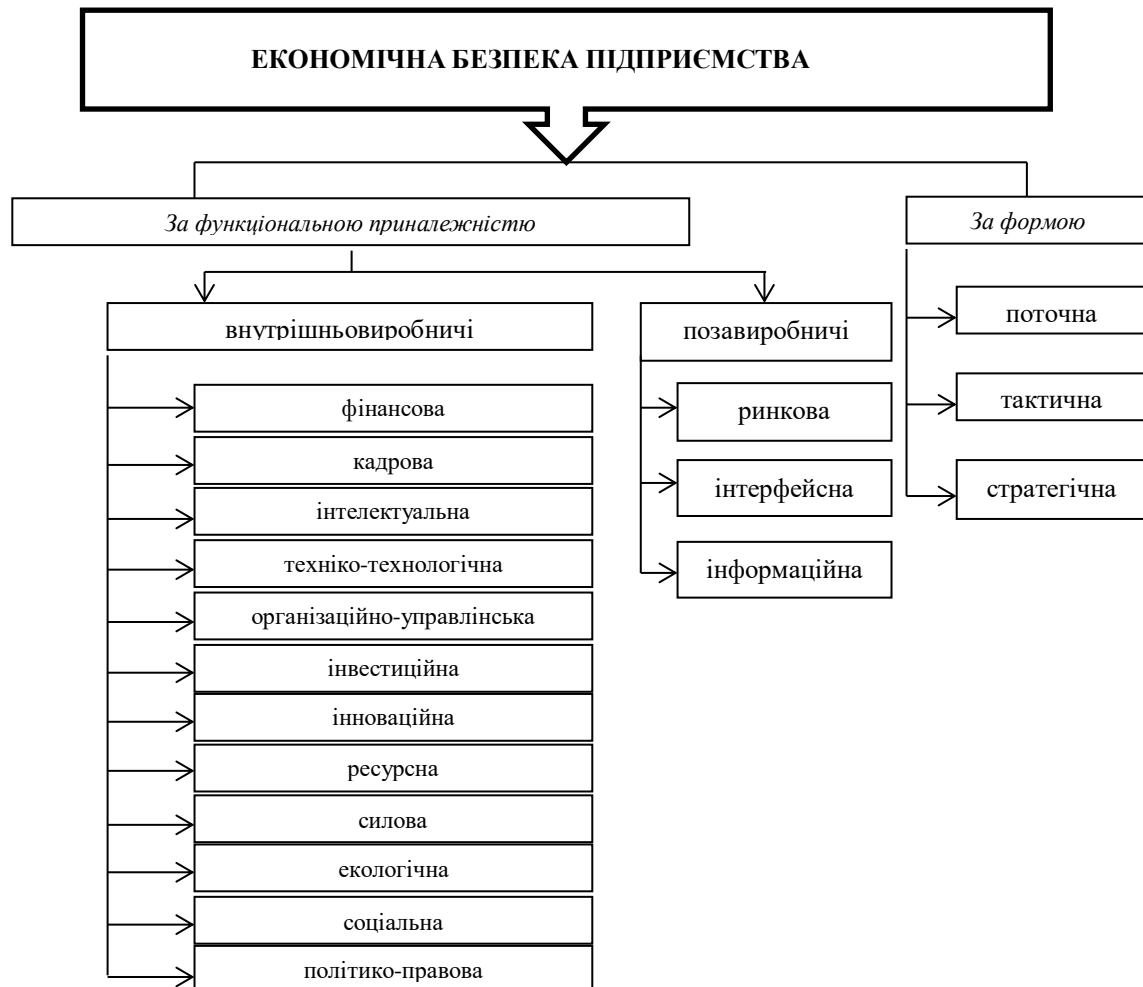 ЕКОНОМІЧНА БЕЗПЕКА ПІДПРИЄМСТВА
За функціональною приналежністю
За формою
внутрішньовиробничі
позавиробничі
фінансова
кадрова
інтелектуальна
техніко-технологічна
організаційно-управлінська
інвестиційна
інноваційна
ресурсна
силова
екологічна
соціальна
політико-правова
ринкова
інтерфейсна
інформаційна
поточна
тактична
стратегічна